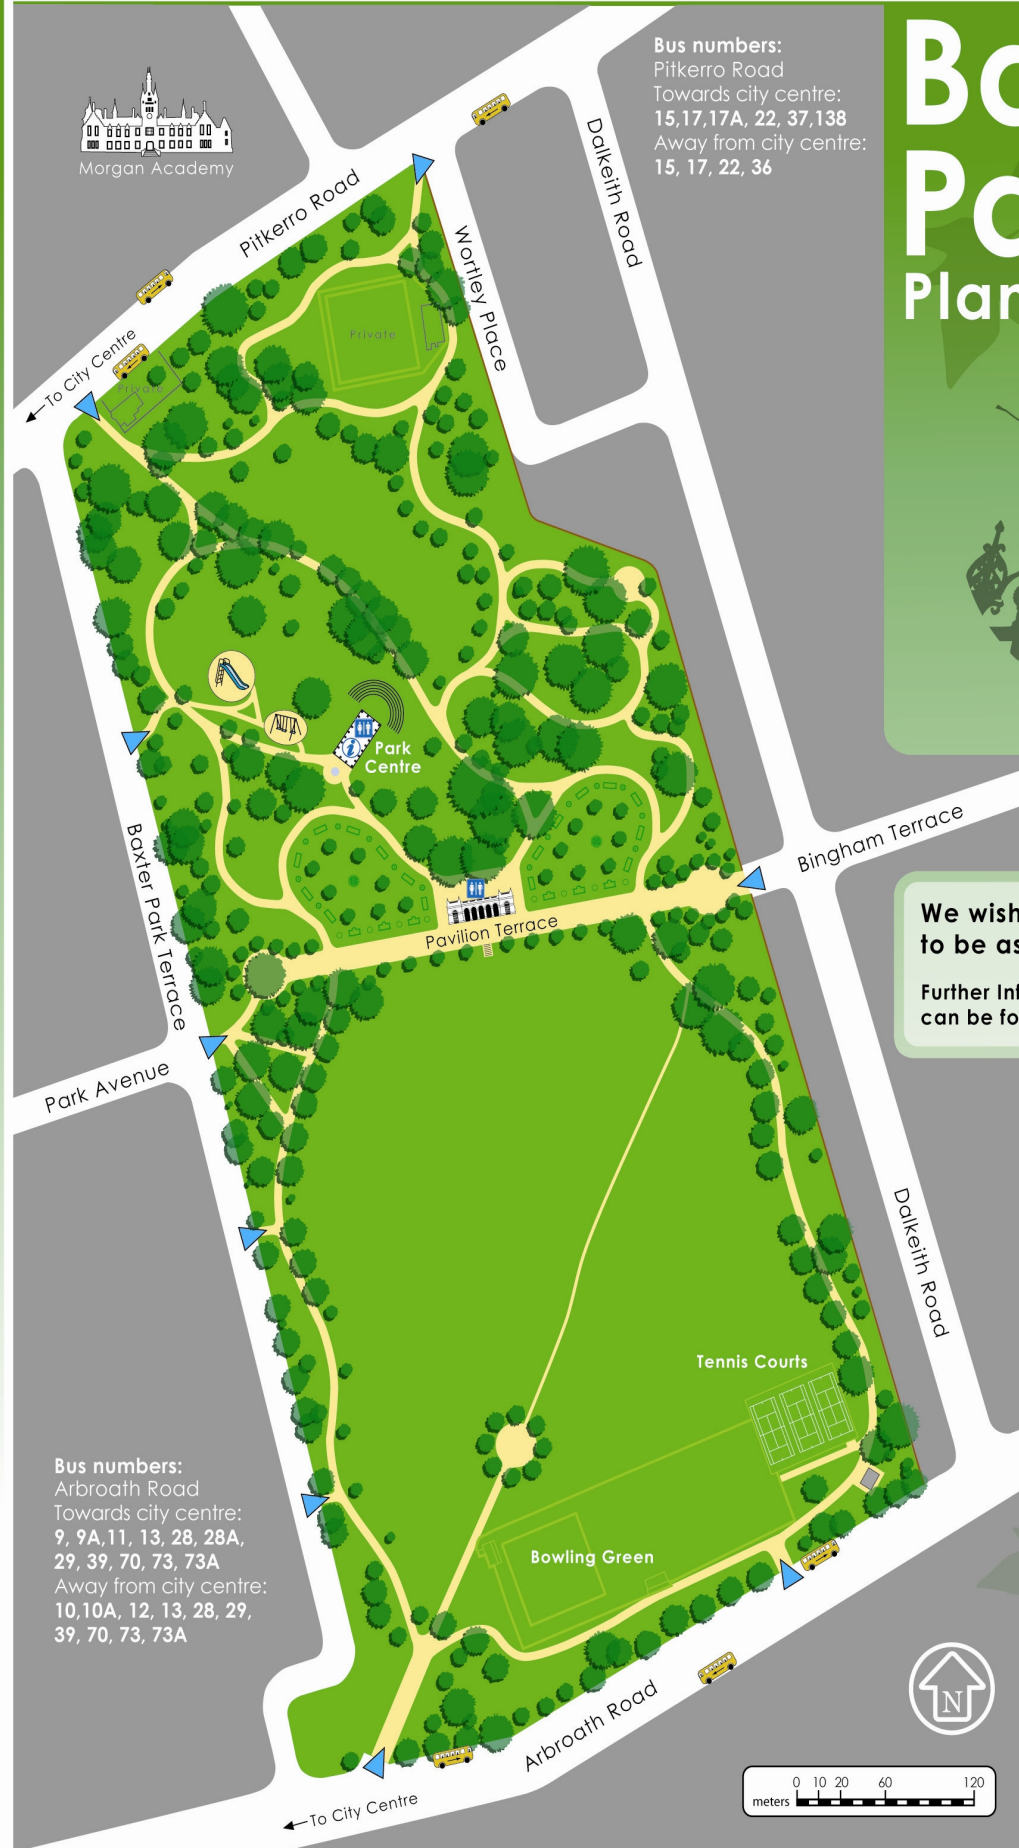 Bus numbers:
Pitkerro Road
Towards city centre:
15,17,17A, 22, 37,138
Away from city centre:
15, 17, 22, 36
Morgan Academy
Pitkerro Road
Dalkeith Road
Wortley Place
Private
To City Centre
Private
Plan
Park
Centre
Baxter Park Terrace
Bingham Terrace
Pavilion Terrace
We wish
to be as
Further Inf
can be fo
Park Avenue
Dalkeith Road
Tennis Courts
Bus numbers:
Arbroath Road
Towards city centre:
9, 9A,11, 13, 28, 28A,
29, 39, 70, 73, 73A
Away from city centre:
10,10A, 12, 13, 28, 29,
39, 70, 73, 73A
Bowling Green
Arbroath Road
To City Centre
N
0 10 20 60 120
meters